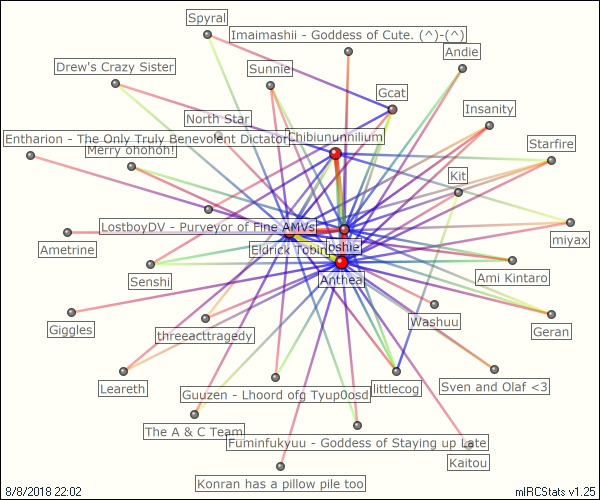 Spyral
Imaimashii - Goddess of Cute. (^)-(^)
Andie
Drew's Crazy Sister
Sunnie
Gcat
Insanity
North Star
Chibiununnilium
Entharion - The Only Truly Benevolent Dictator
Starfire
Merry ohohoh!
Kit
LostboyDV - Purveyor of Fine AMVs
miyax
Ametrine
Eldrick Tobin
Joshie
Senshi
Anthea
Ami Kintaro
Giggles
Washuu
Geran
threeacttragedy
Leareth
Guuzen - Lhoord ofg Tyup0osd
littlecog
Sven and Olaf <3
The A & C Team
Fuminfukyuu - Goddess of Staying up Late
Kaitou
Konran has a pillow pile too
8/8/2018 22:02
mIRCStats v1.25